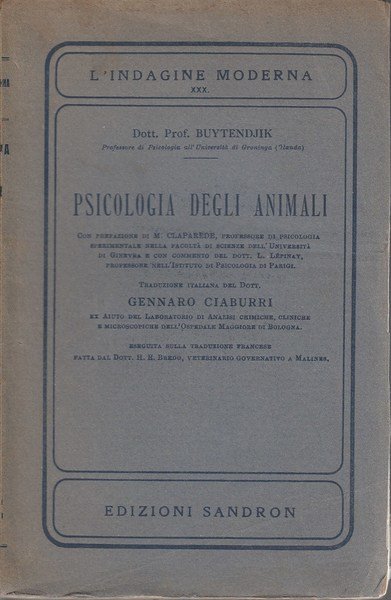 L'INDAGINE MODERNA
XXX.
Dott. Prof. BUYTENDJIK
Professore di Psicologia all'Università di Groninga (Olanda)
PSICOLOGIA DEGLI ANIMALI
CON PREFAZIONE DI M. CLAPAREDE, PROFESSORE DI PSICOLOGIA
SPERIMENTALE NELLA FACOLTÀ DI SCIENZE DELL'UNIVERSITÀ
DI GINEVRA E CON COMMENTO DEL DOTT. L. LÉPINAY,
PROFESSORE NELL'ISTITUTO DI PSICOLOGIA DI PARIGI.
TRADUZIONE ITALIANA DEL DOTT.
GENNARO CIABURRI
EX AIUTO DEL LABORATORIO DI ANALISI CHIMICHE, CLINICHE
E MICROSCOPICHE DELL'OSPEDALE MAGGIORE DI BOLOGNA.
ESEGUITA SULLA TRADUZIONE FRANCESE
FATTA DAL DOTT. H. R. BREDO, VETERINARIO GOVERNATIVO A MALINES.
EDIZIONI SANDRON